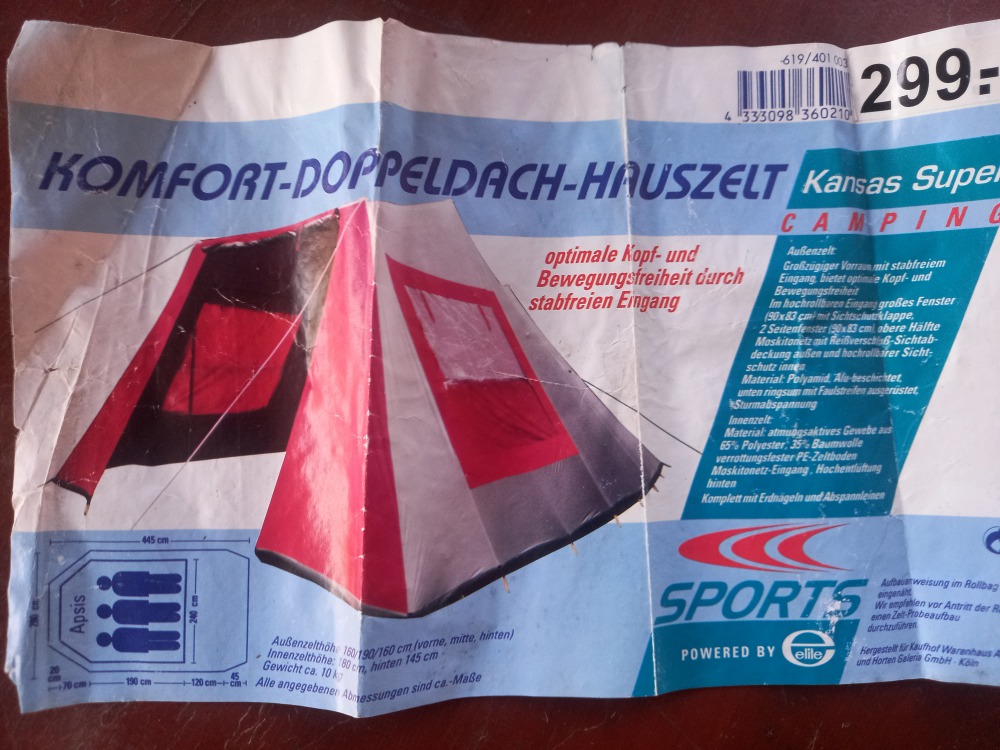 -619/401 003
4 333098 360210
299.-
KOMFORT-DOPPELDACH-HAUSZELT
Kansas Super
CAMPING
optimale Kopf- und
Bewegungsfreiheit durch
stabfreien Eingang
Außenzelt:
Großzügiger Vorraum mit stabfreiem
Eingang, bietet optimale Kopf- und
Bewegungsfreiheit
Im hochrollbaren Eingang großes Fenster
(90x83 cm) mit Sichtschutzklappe,
2 Seitenfenster (90x83 cm), obere Hälfte
Moskitonetz mit Reißverschluß-Sichtab-
deckung außen und hochrollbarer Sicht-
schutz innen
Material: Polyamid, Alu-beschichtet,
unten ringsum mit Faulstreifen ausgerüstet,
Sturmabspannung
Innenzelt:
Material: atmungsaktives Gewebe aus
65% Polyester, 35% Baumwolle
verrottungsfester PE-Zeltboden
Moskitonetz-Eingang, Hochentlüftung
hinten
Komplett mit Erdnägeln und Abspannleinen
SPORTS
POWERED BY elite
445 cm
Apsis
240 cm
70 cm
190 cm
120 cm
45
cm
Außenzelthöhe 160/190/160 cm (vorne, mitte, hinten)
Innenzelthöhe: 180 cm, hinten 145 cm
Gewicht ca. 10 kg
Alle angegebenen Abmessungen sind ca.-Maße
Aufbauanweisung im Rollbag
eingenäht.
Wir empfehlen vor Antritt der
einen Zelt-Probeaufbau
durchzuführen.
Hergestellt für Kaufhof Warenhaus A
und Horten Galeria GmbH · Köln